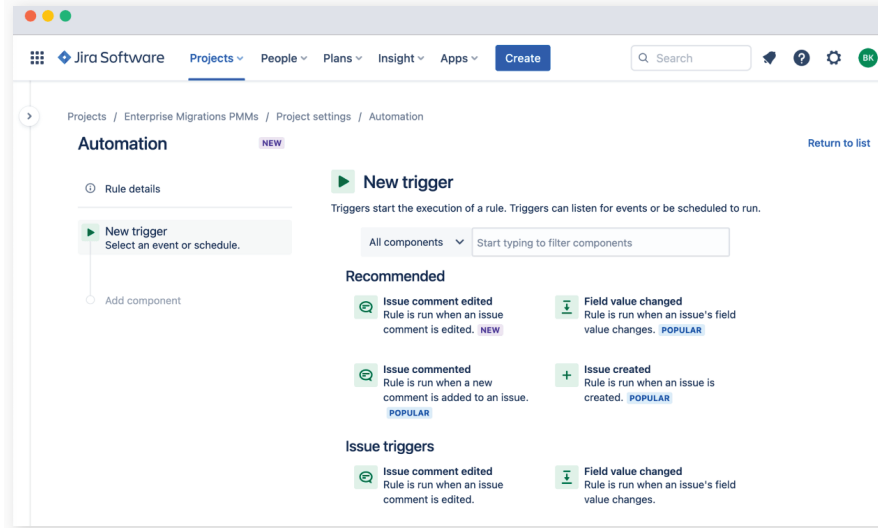 Jira Software
Projects
People
Plans
Insight
Apps
Create
Search
BK
Projects / Enterprise Migrations PMMs / Project settings / Automation
Automation
NEW
Return to list
Rule details
New trigger
Select an event or schedule.
Add component
New trigger
Triggers start the execution of a rule. Triggers can listen for events or be scheduled to run.
All components
Start typing to filter components
Recommended
Issue comment edited
Rule is run when an issue
comment is edited. NEW
Field value changed
Rule is run when an issue's field
value changes. POPULAR
Issue commented
Rule is run when a new
comment is added to an issue.
POPULAR
Issue created
Rule is run when an issue is
created. POPULAR
Issue triggers
Issue comment edited
Rule is run when an issue
comment is edited.
Field value changed
Rule is run when an issue's field
value changes.